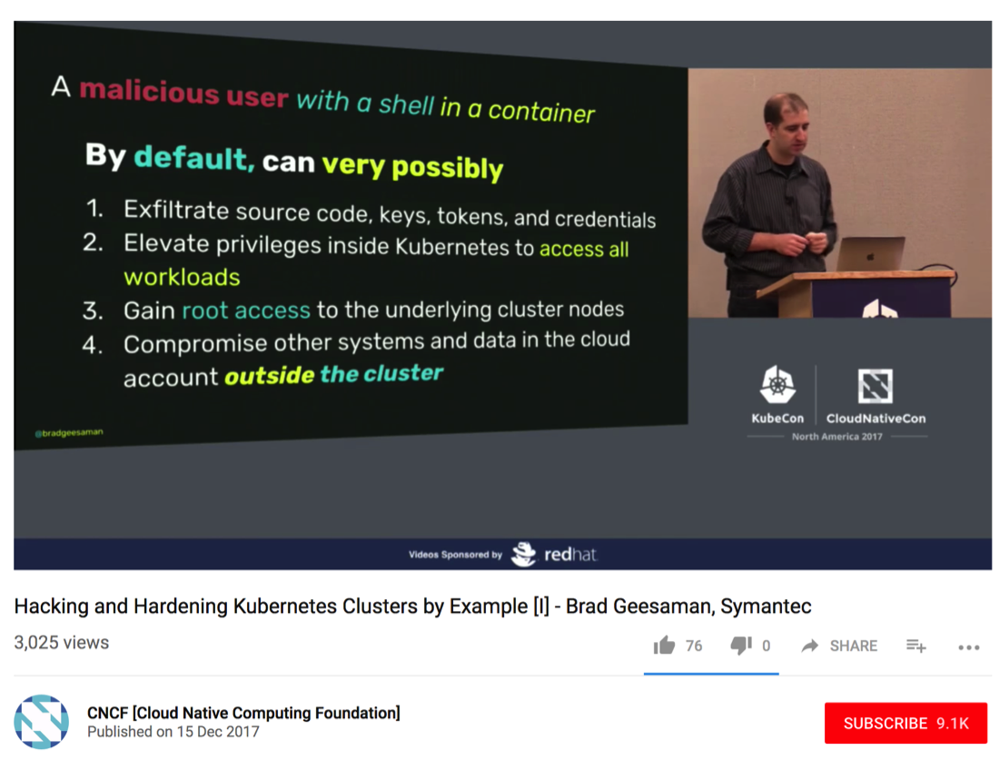 A malicious user with a shell in a container
By default, can very possibly
1. Exfiltrate source code, keys, tokens, and credentials
2. Elevate privileges inside Kubernetes to access all
workloads
3. Gain root access to the underlying cluster nodes
4. Compromise other systems and data in the cloud
account outside the cluster
@bradgeesaman
KubeCon
CloudNativeCon
North America 2017
Videos Sponsored by redhat
Hacking and Hardening Kubernetes Clusters by Example [I] - Brad Geesaman, Symantec
3,025 views
76
0
SHARE
CNCF [Cloud Native Computing Foundation]
Published on 15 Dec 2017
SUBSCRIBE 9.1K